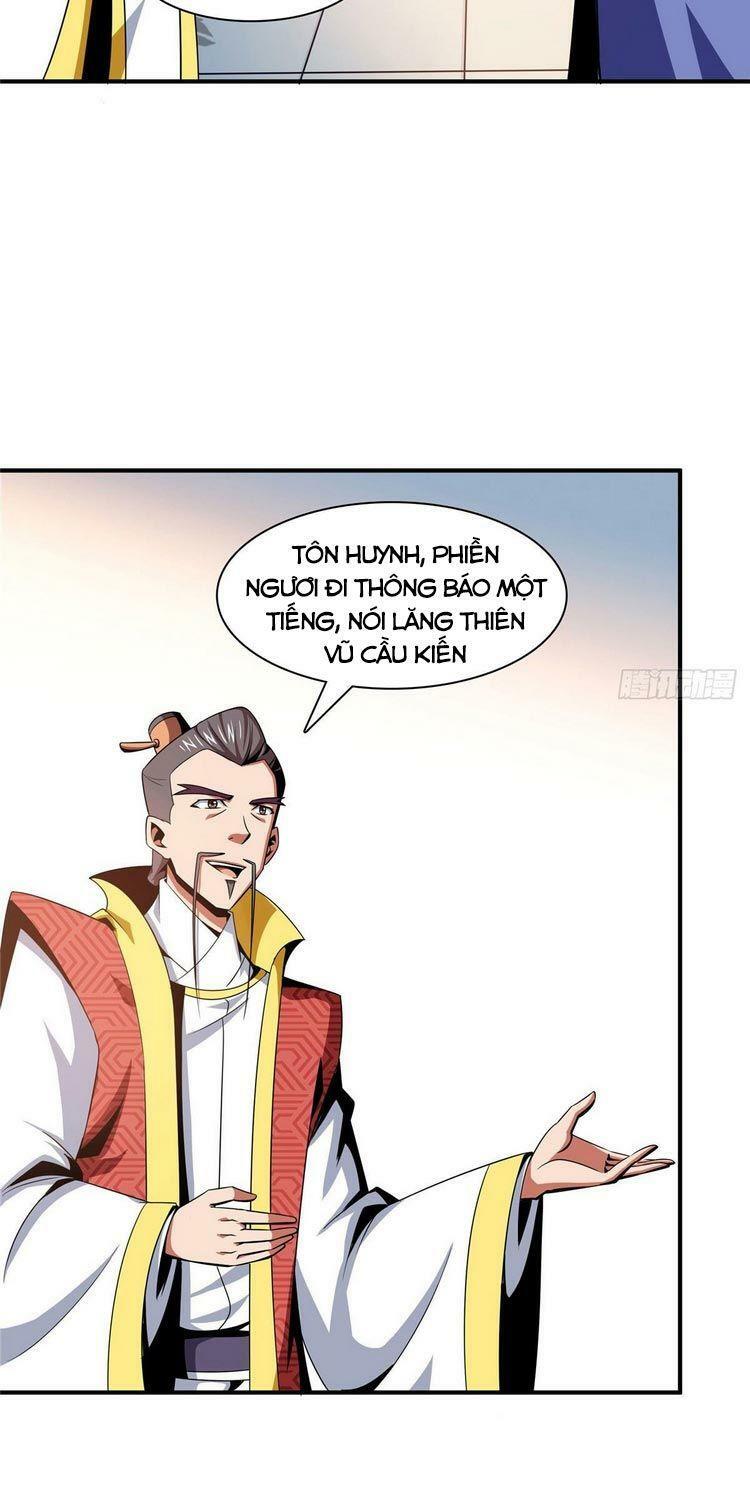 TÔN HUYNH, PHIỀN
NGƯƠI ĐI THÔNG BÁO MỘT
TIẾNG, NÓI LĂNG THIÊN
VŨ CẦU KIẾN
腾讯动漫